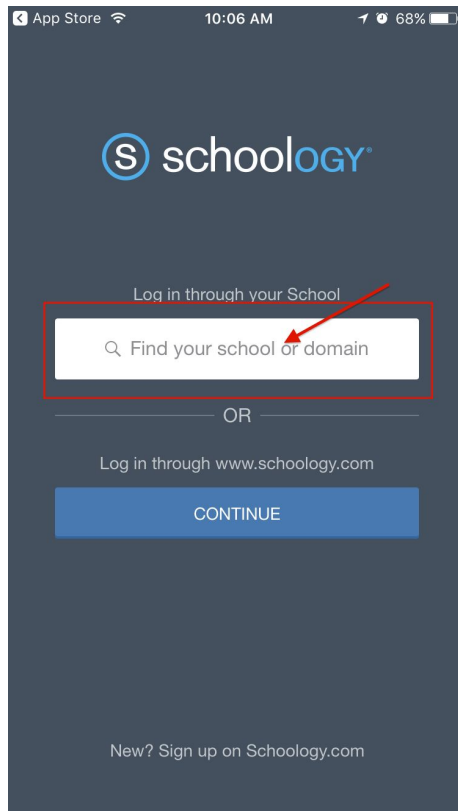 App Store 10:06 AM 68%
S schoology®
Log in through your School
Find your school or domain
OR
Log in through www.schoology.com
CONTINUE
New? Sign up on Schoology.com